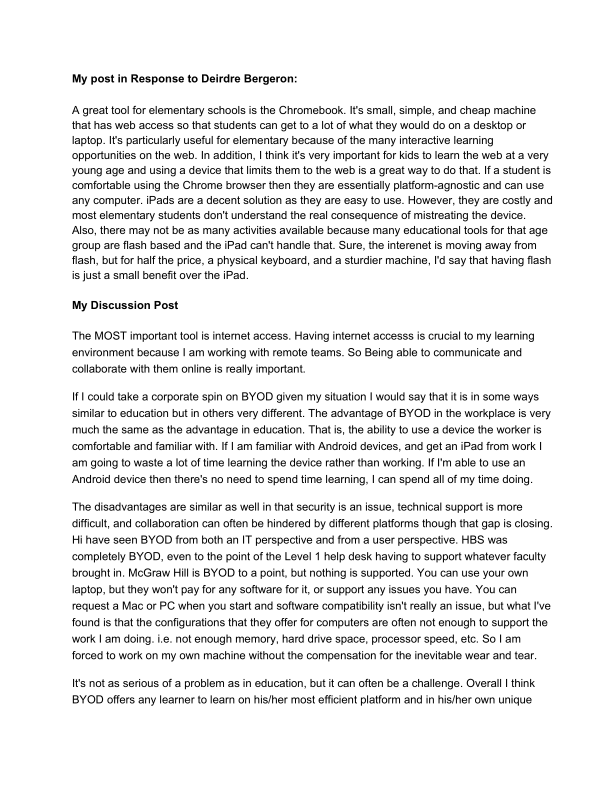 My post in Response to Deirdre Bergeron:
A great tool for elementary schools is the Chromebook. It's small, simple, and cheap machine
that has web access so that students can get to a lot of what they would do on a desktop or
laptop. It's particularly useful for elementary because of the many interactive learning
opportunities on the web. In addition, I think it's very important for kids to learn the web at a very
young age and using a device that limits them to the web is a great way to do that. If a student is
comfortable using the Chrome browser then they are essentially platform-agnostic and can use
any computer. iPads are a decent solution as they are easy to use. However, they are costly and
most elementary students don't understand the real consequence of mistreating the device.
Also, there may not be as many activities available because many educational tools for that age
group are flash based and the iPad can't handle that. Sure, the interenet is moving away from
flash, but for half the price, a physical keyboard, and a sturdier machine, I'd say that having flash
is just a small benefit over the iPad.
My Discussion Post
The MOST important tool is internet access. Having internet accesss is crucial to my learning
environment because I am working with remote teams. So Being able to communicate and
collaborate with them online is really important.
If I could take a corporate spin on BYOD given my situation I would say that it is in some ways
similar to education but in others very different. The advantage of BYOD in the workplace is very
much the same as the advantage in education. That is, the ability to use a device the worker is
comfortable and familiar with. If I am familiar with Android devices, and get an iPad from work I
am going to waste a lot of time learning the device rather than working. If I'm able to use an
Android device then there's no need to spend time learning, I can spend all of my time doing.
The disadvantages are similar as well in that security is an issue, technical support is more
difficult, and collaboration can often be hindered by different platforms though that gap is closing.
Hi have seen BYOD from both an IT perspective and from a user perspective. HBS was
completely BYOD, even to the point of the Level 1 help desk having to support whatever faculty
brought in. McGraw Hill is BYOD to a point, but nothing is supported. You can use your own
laptop, but they won't pay for any software for it, or support any issues you have. You can
request a Mac or PC when you start and software compatibility isn't really an issue, but what I've
found is that the configurations that they offer for computers are often not enough to support the
work I am doing. i.e. not enough memory, hard drive space, processor speed, etc. So I am
forced to work on my own machine without the compensation for the inevitable wear and tear.
It's not as serious of a problem as in education, but it can often be a challenge. Overall I think
BYOD offers any learner to learn on his/her most efficient platform and in his/her own unique